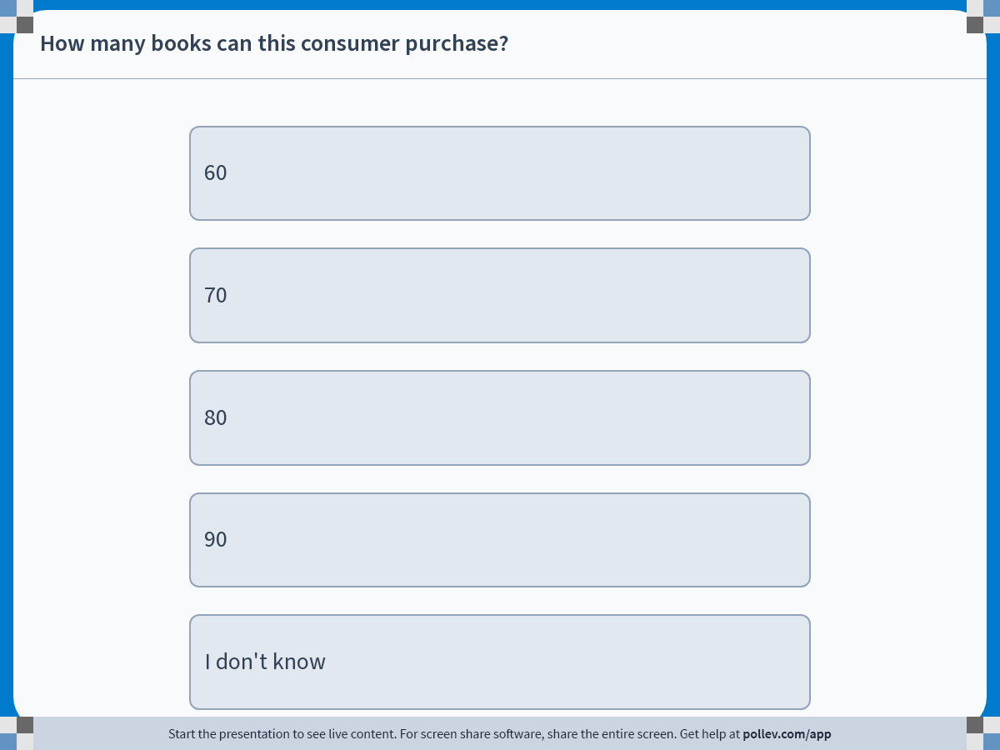 How many books can this consumer purchase?
60
70
80
90
I don't know
Start the presentation to see live content. For screen share software, share the entire screen. Get help at pollev.com/app